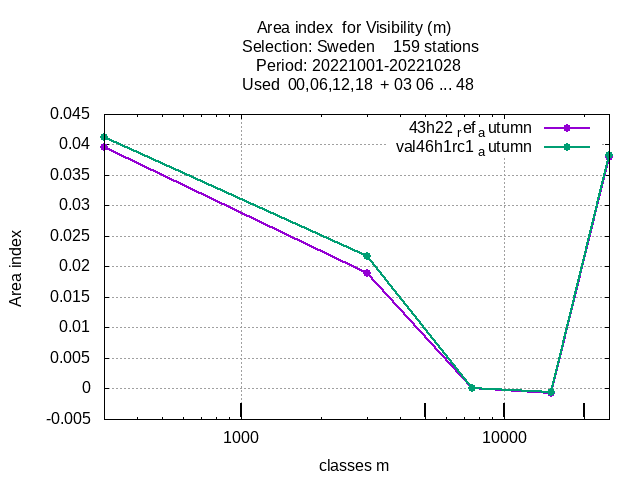 Area index  for Visibility (m)
Selection: Sweden    159 stations
Period: 20221001-20221028
Used  00,06,12,18  + 03 06 ... 48
0.045
0.04
0.035
0.03
0.025
0.02
0.015
0.01
0.005
0
-0.005
Area index
43h22 ref a utumn
val46h1rc1 a utumn
1000
10000
classes m